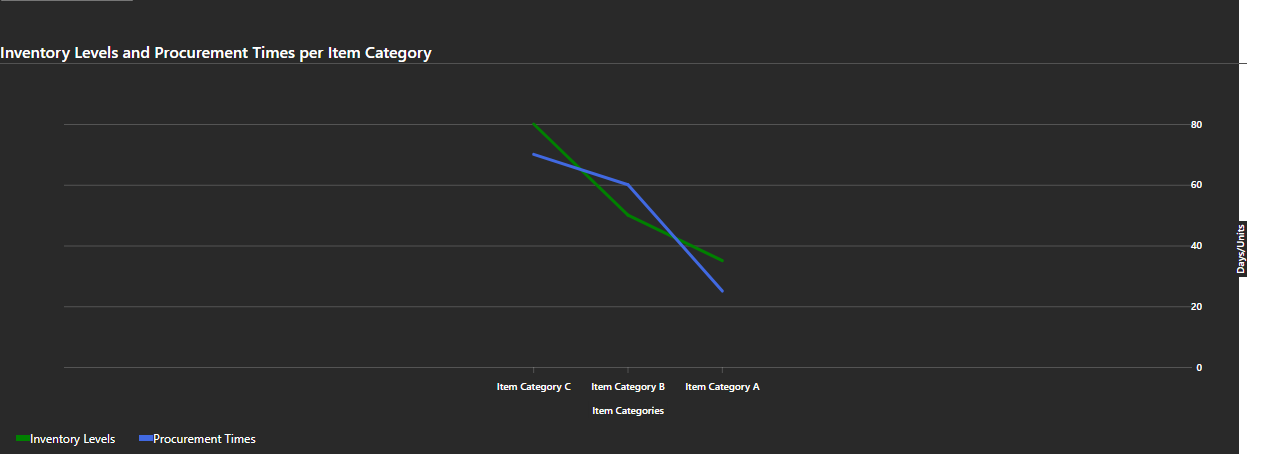 Inventory Levels and Procurement Times per Item Category
80
60
40
20
0
Days/Units
Item Category C
Item Category B
Item Category A
Item Categories
Inventory Levels
Procurement Times